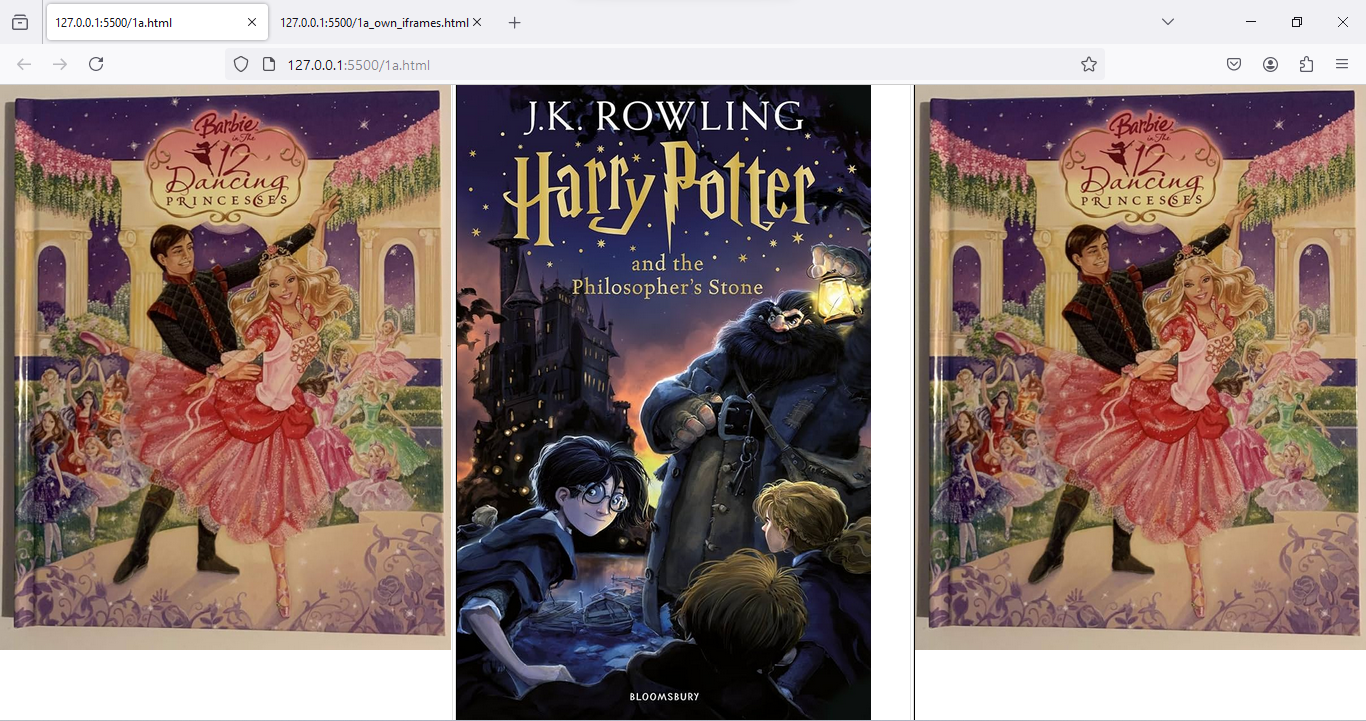 127.0.0.1:5500/1a.html
127.0.0.1:5500/1a_own_iframes.html
127.0.0.1:5500/1a.html
Barbie
in The
12
Dancing
PRINCESSES
J.K. ROWLING
Harry Potter
and the
Philosopher's Stone
BLOOMSBURY
Barbie
in The
12
Dancing
PRINCESSES